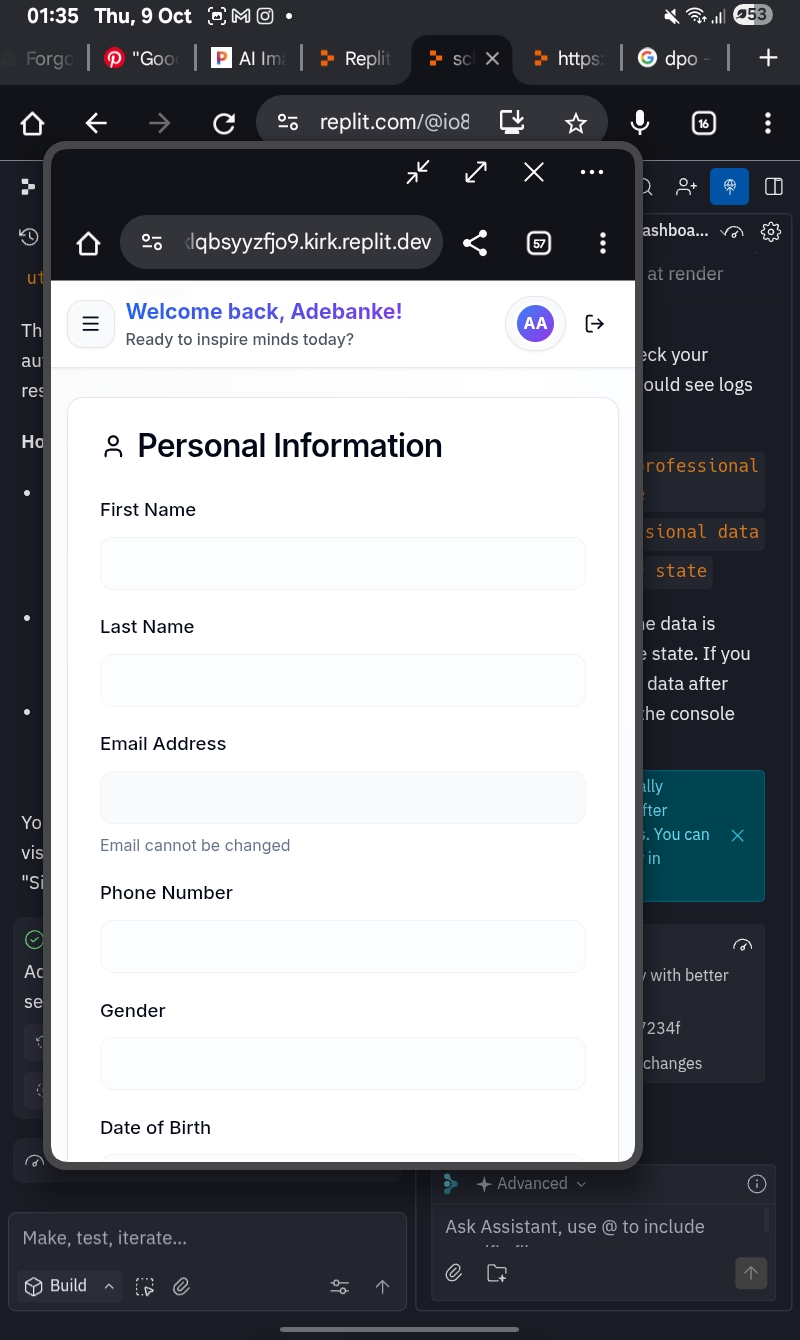 01:35 Thu, 9 Oct
53
Forgo
"Good
AI Ima
Replit
scl
https:
dpo -
replit.com/@io8
16
lqbsyyzfjo9.kirk.replit.dev
57
ashboa...
at render
ut
Th
au
res
eck your
ould see logs
Ho
rofessional
sional data
state
ne data is
e state. If you
data after
the console
Welcome back, Adebanke!
Ready to inspire minds today?
AA
Personal Information
First Name
Last Name
Email Address
Email cannot be changed
Phone Number
Gender
Date of Birth
ally
fter
s. You can
r in
Yo
vis
"Si
Ad
se
y with better
7234f
changes
Make, test, iterate...
Build
Advanced
Ask Assistant, use @ to include